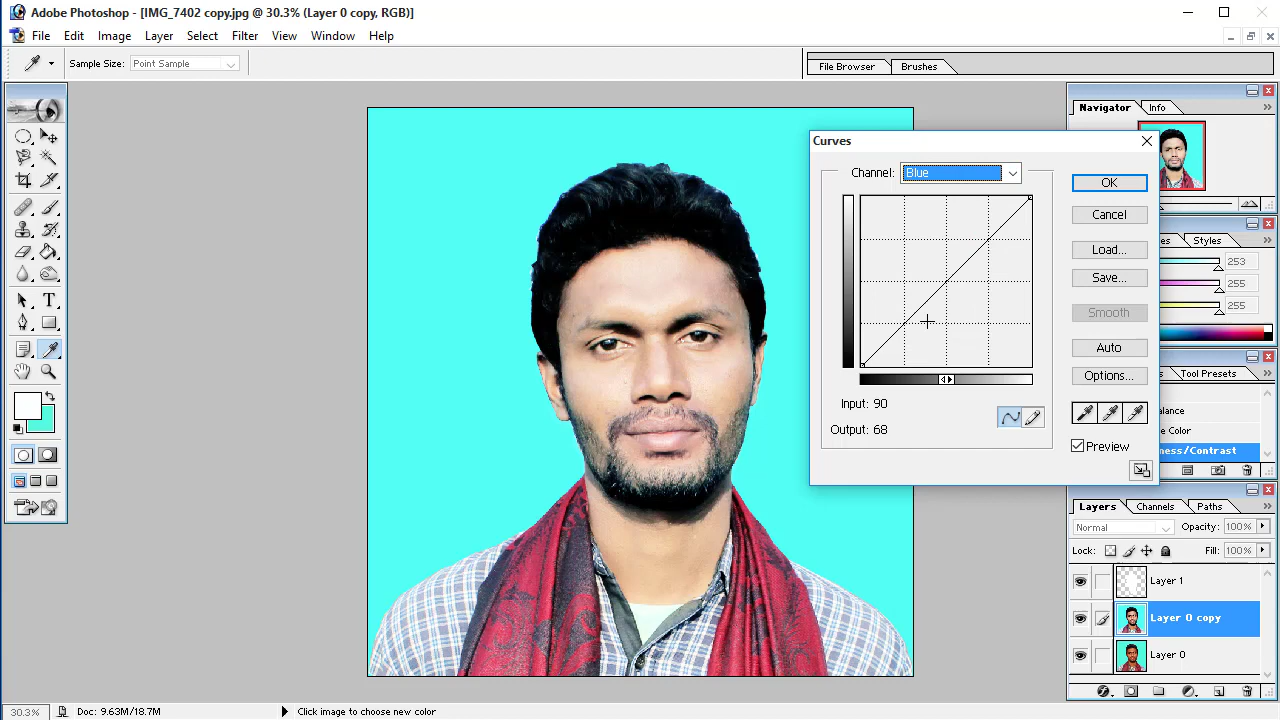 Adobe Photoshop - [IMG_7402 copy.jpg @ 30.3% (Layer 0 copy, RGB)]
File Edit Image Layer Select Filter View Window Help
Sample Size: Point Sample
File Browser Brushes
Navigator Info
Curves
Channel: Blue
OK
Cancel
Load...
Save...
Smooth
Auto
Options...
Input: 90
Output: 68
Preview
Styles
253
255
255
Tool Presets
Layers Channels Paths
Normal Opacity: 100%
Lock: Fill: 100%
Layer 1
Layer 0 copy
Layer 0
30.3% Doc: 9.63M/18.7M Click image to choose new color